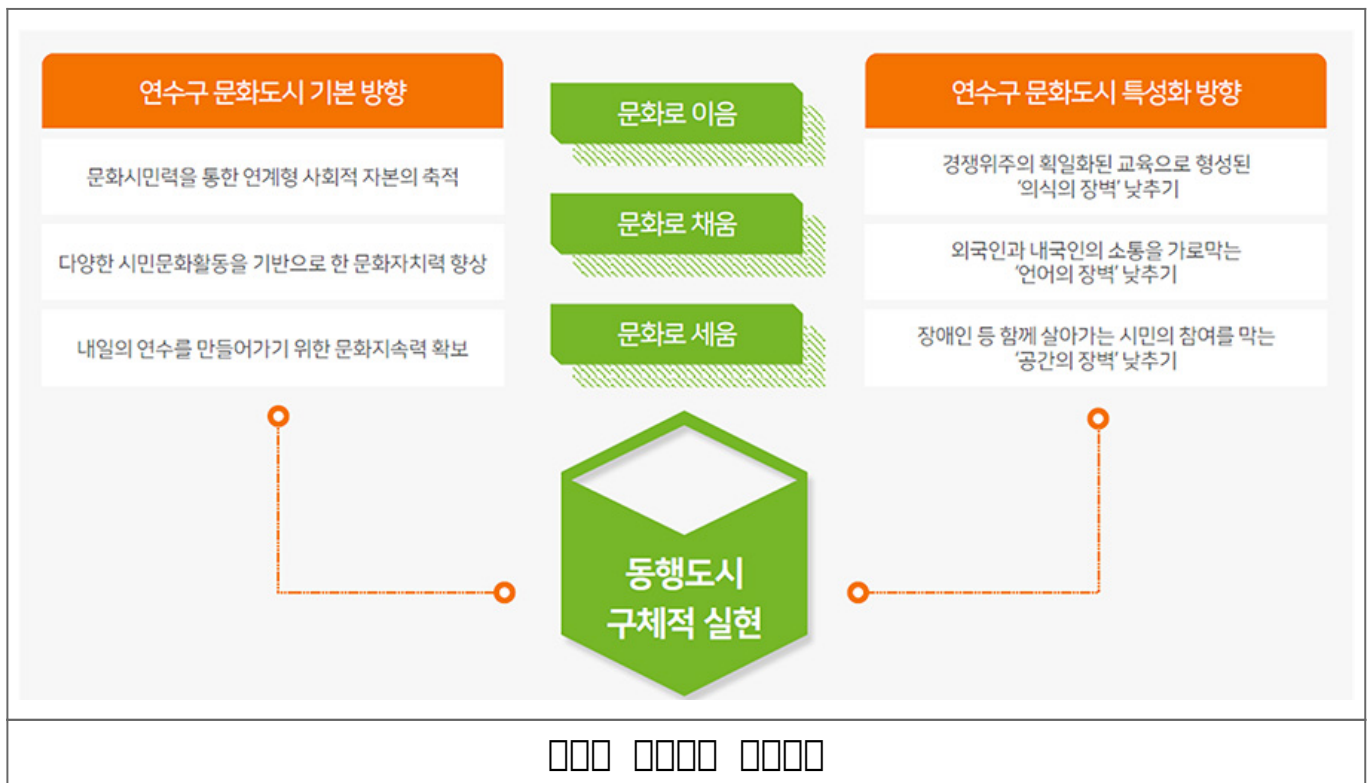 연수구 문화도시 기본 방향
문화시민력을 통한 연계형 사회적 자본의 축적
다양한 시민문화활동을 기반으로 한 문화자치력 향상
내일의 연수를 만들어가기 위한 문화지속력 확보
문화로 이음
문화로 채움
문화로 세움
연수구 문화도시 특성화 방향
경쟁위주의 획일화된 교육으로 형성된
‘의식의 장벽’ 낮추기
외국인과 내국인의 소통을 가로막는
‘언어의 장벽’ 낮추기
장애인 등 함께 살아가는 시민의 참여를 막는
‘공간의 장벽’ 낮추기
동행도시
구체적 실현